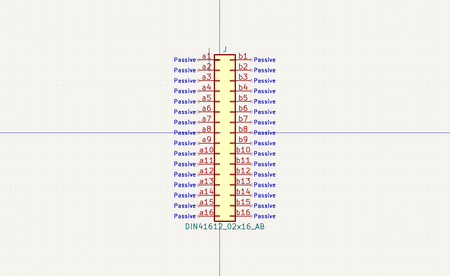 J
Passive a1 b1 Passive
Passive a2 b2 Passive
Passive a3 b3 Passive
Passive a4 b4 Passive
Passive a5 b5 Passive
Passive a6 b6 Passive
Passive a7 b7 Passive
Passive a8 b8 Passive
Passive a9 b9 Passive
Passive a10 b10 Passive
Passive a11 b11 Passive
Passive a12 b12 Passive
Passive a13 b13 Passive
Passive a14 b14 Passive
Passive a15 b15 Passive
Passive a16 b16 Passive
DIN41612_02x16_AB